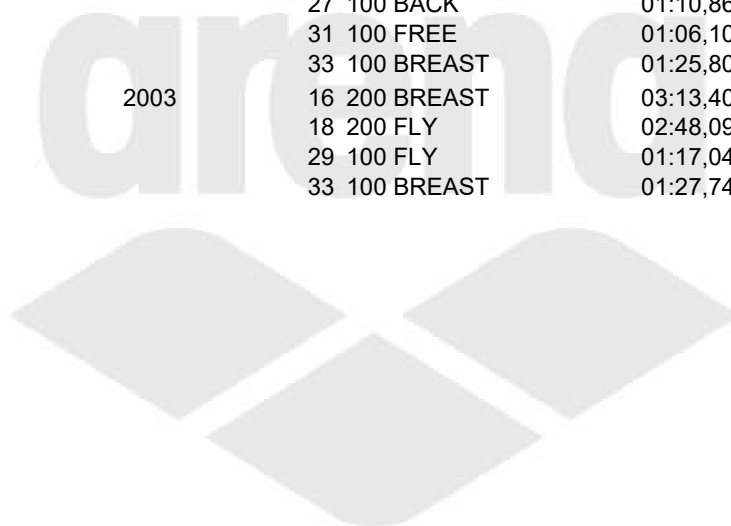 arena
27 100 BACK 01:10,86
31 100 FREE 01:06,10
33 100 BREAST 01:25,80
2003 16 200 BREAST 03:13,40
18 200 FLY 02:48,09
29 100 FLY 01:17,04
33 100 BREAST 01:27,74